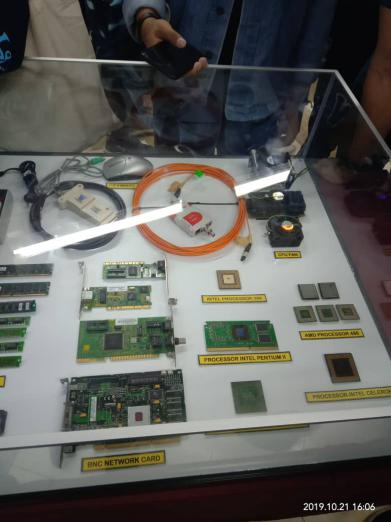 CPU FAN
INTEL PROCESSOR 386
AMD PROCESSOR 486
PROCESSOR INTEL PENTIUM II
PROCESSOR INTEL CELERON
BNC NETWORK CARD
2019.10.21 16:06